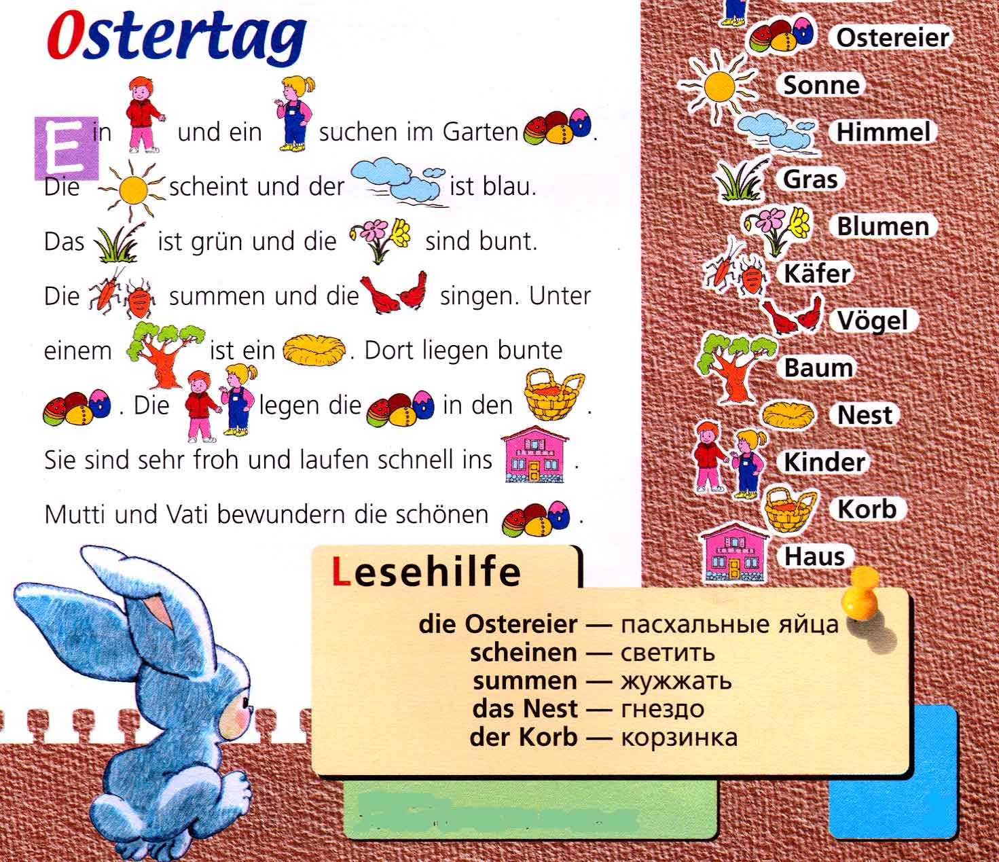 Ostertag
Ein und ein suchen im Garten .
Die scheint und der ist blau.
Das ist grün und die sind bunt.
Die summen und die singen. Unter
einem ist ein . Dort liegen bunte
. Die legen die in den .
Sie sind sehr froh und laufen schnell ins .
Mutti und Vati bewundern die schönen .
Ostereier
Sonne
Himmel
Gras
Blumen
Käfer
Vögel
Baum
Nest
Kinder
Korb
Haus
Lesehilfe
die Ostereier — пасхальные яйца
scheinen — светить
summen — жужжать
das Nest — гнездо
der Korb — корзинка